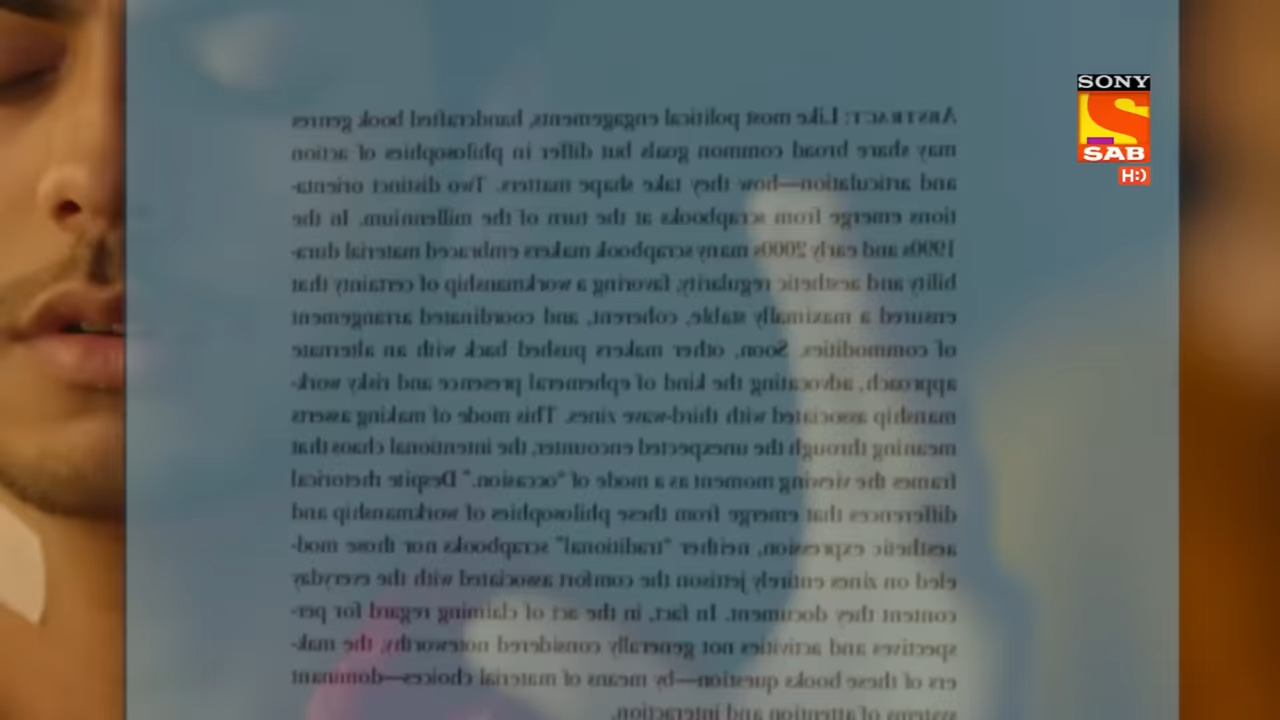 ABSTRACT: Like most political engagements, handcrafted book genres
may share broad common goals but differ in philosophies of action
and articulation—how they take shape matters. Two distinct orienta-
tions emerge from scrapbooks at the turn of the millennium. In the
1990s and early 2000s many scrapbook makers embraced material dura-
bility and aesthetic regularity, favoring a workmanship of certainty that
ensured a maximally stable, coherent, and coordinated arrangement
of commodities. Soon, other makers pushed back with an alternate
approach, advocating the kind of ephemeral presence and risky work-
manship associated with third-wave zines. This mode of making asserts
meaning through the unexpected encounter, the intentional chaos that
frames the viewing moment as a mode of "occasion." Despite rhetorical
differences that emerge from these philosophies of workmanship and
aesthetic expression, neither "traditional" scrapbooks nor those mod-
eled on zines entirely jettison the comfort associated with the everyday
content they document. In fact, in the act of claiming regard for per-
spectives and activities not generally considered noteworthy, the mak-
ers of these books question—by means of material choices—dominant
systems of attention and interaction.
SONY
S
SAB
H:)